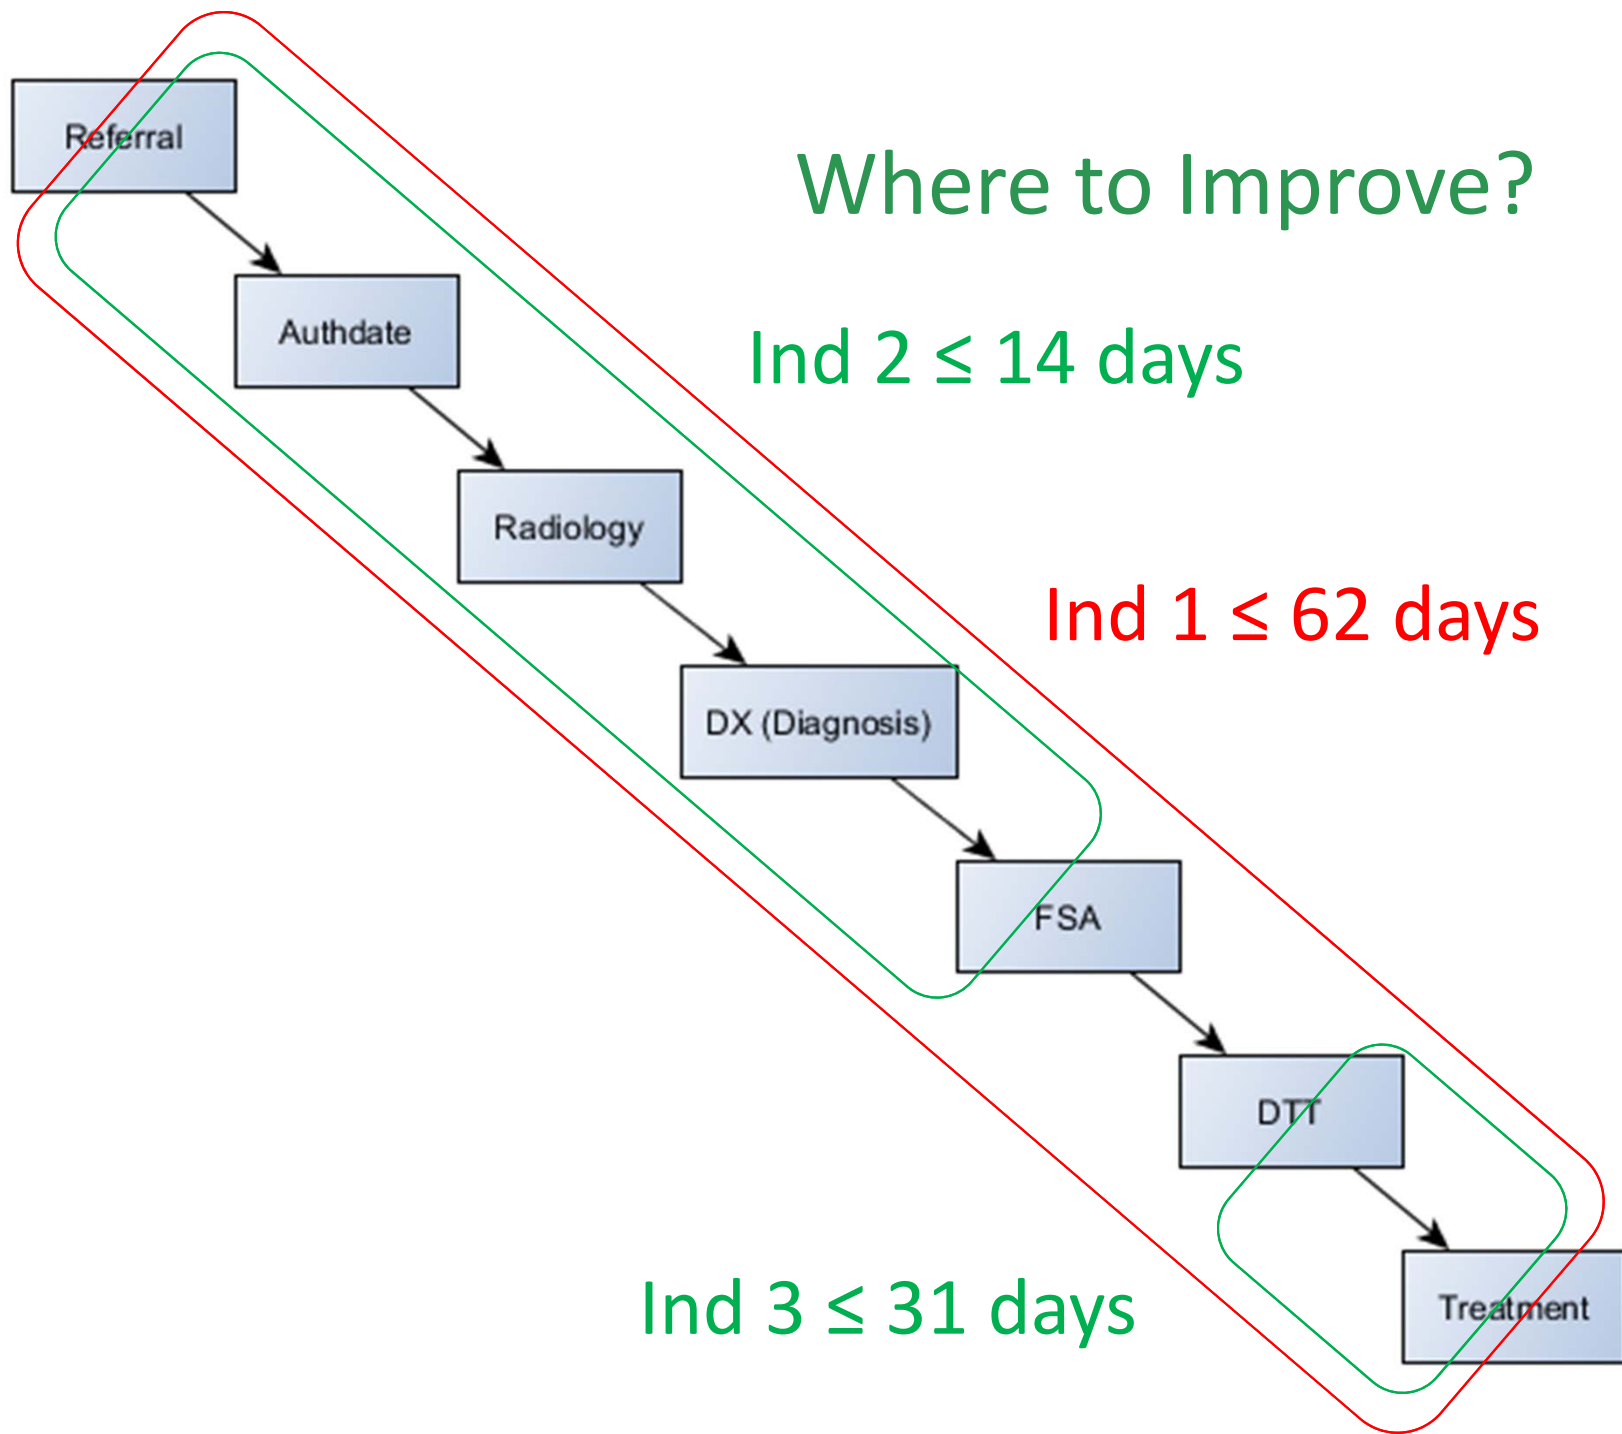 Referral
Where to Improve?
Authdate
Ind 2 ≤ 14 days
Radiology
Ind 1 ≤ 62 days
DX (Diagnosis)
FSA
DTT
Ind 3 ≤ 31 days
Treatment